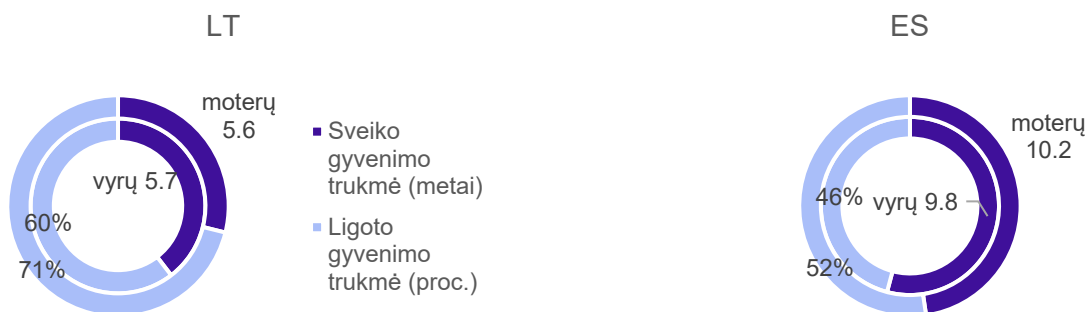 LT
moterų
5.6
vyrų 5.7
60%
71%
Sveiko
gyvenimo
trukmė (metai)
Ligoto
gyvenimo
trukmė (proc.)
ES
moterų
10.2
46%
vyrų 9.8
52%